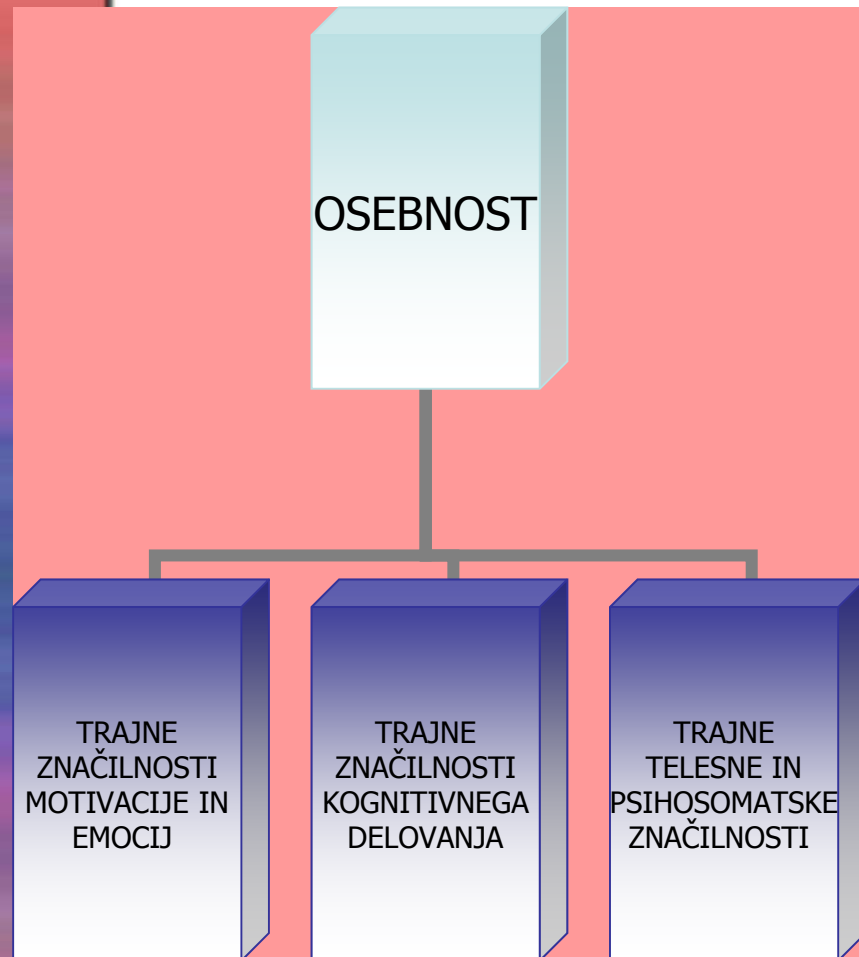 OSEBNOST
TRAJNE
ZNAČILNOSTI
MOTIVACIJE IN
EMOCIJ
TRAJNE
ZNAČILNOSTI
KOGNITIVNEGA
DELOVANJA
TRAJNE
TELESNE IN
PSIHOSOMATSKE
ZNAČILNOSTI